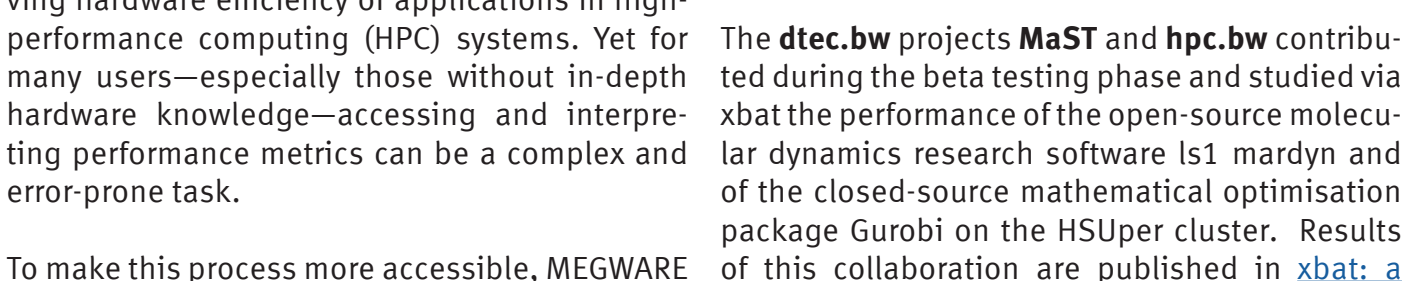 ving hardware efficiency of applications in high-
performance computing (HPC) systems. Yet for
many users—especially those without in-depth
hardware knowledge—accessing and interpre-
ting performance metrics can be a complex and
error-prone task.
To make this process more accessible, MEGWARE
The dtec.bw projects MaST and hpc.bw contribu-
ted during the beta testing phase and studied via
xbat the performance of the open-source molecu-
lar dynamics research software ls1 mardyn and
of the closed-source mathematical optimisation
package Gurobi on the HSUper cluster. Results
of this collaboration are published in xbat: a